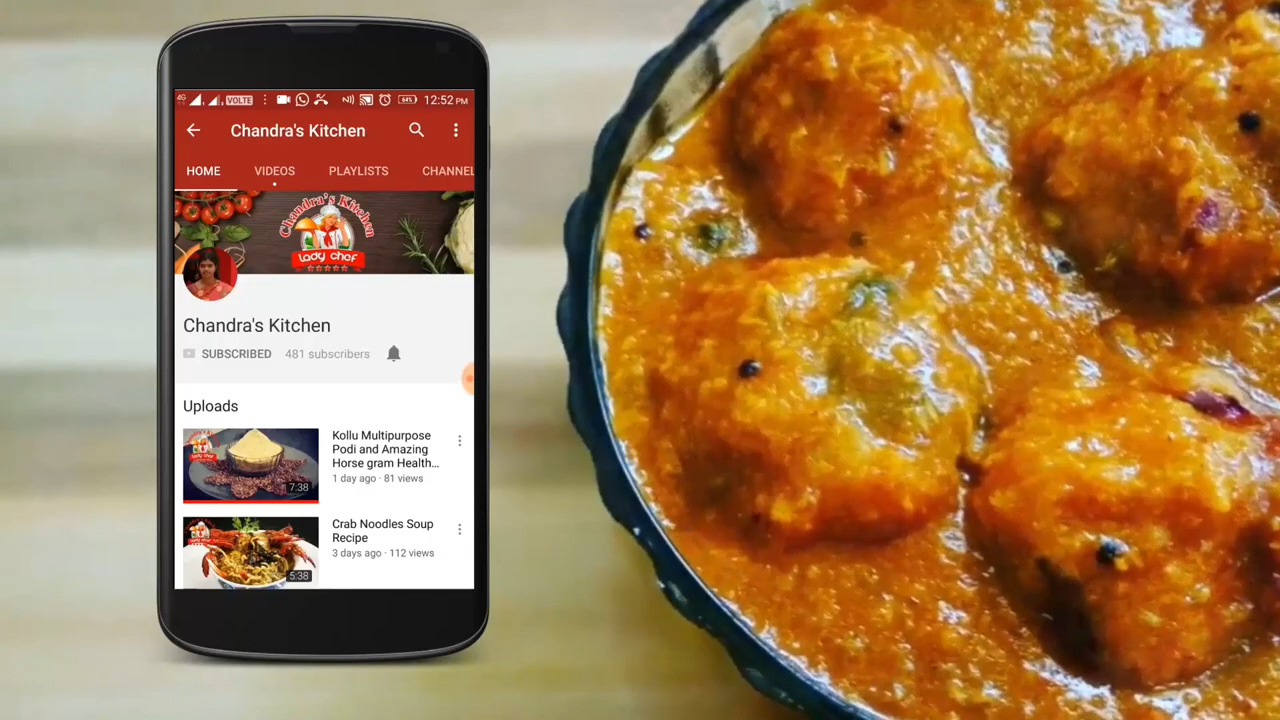 4G VOLTE 64% 12:52 PM
Chandra's Kitchen
HOME VIDEOS PLAYLISTS CHANNEL
Chandra's Kitchen
lady chef
Chandra's Kitchen
SUBSCRIBED 481 subscribers
Uploads
Kollu Multipurpose
Podi and Amazing
Horse gram Health...
1 day ago · 81 views
7:38
Crab Noodles Soup
Recipe
3 days ago · 112 views
5:38